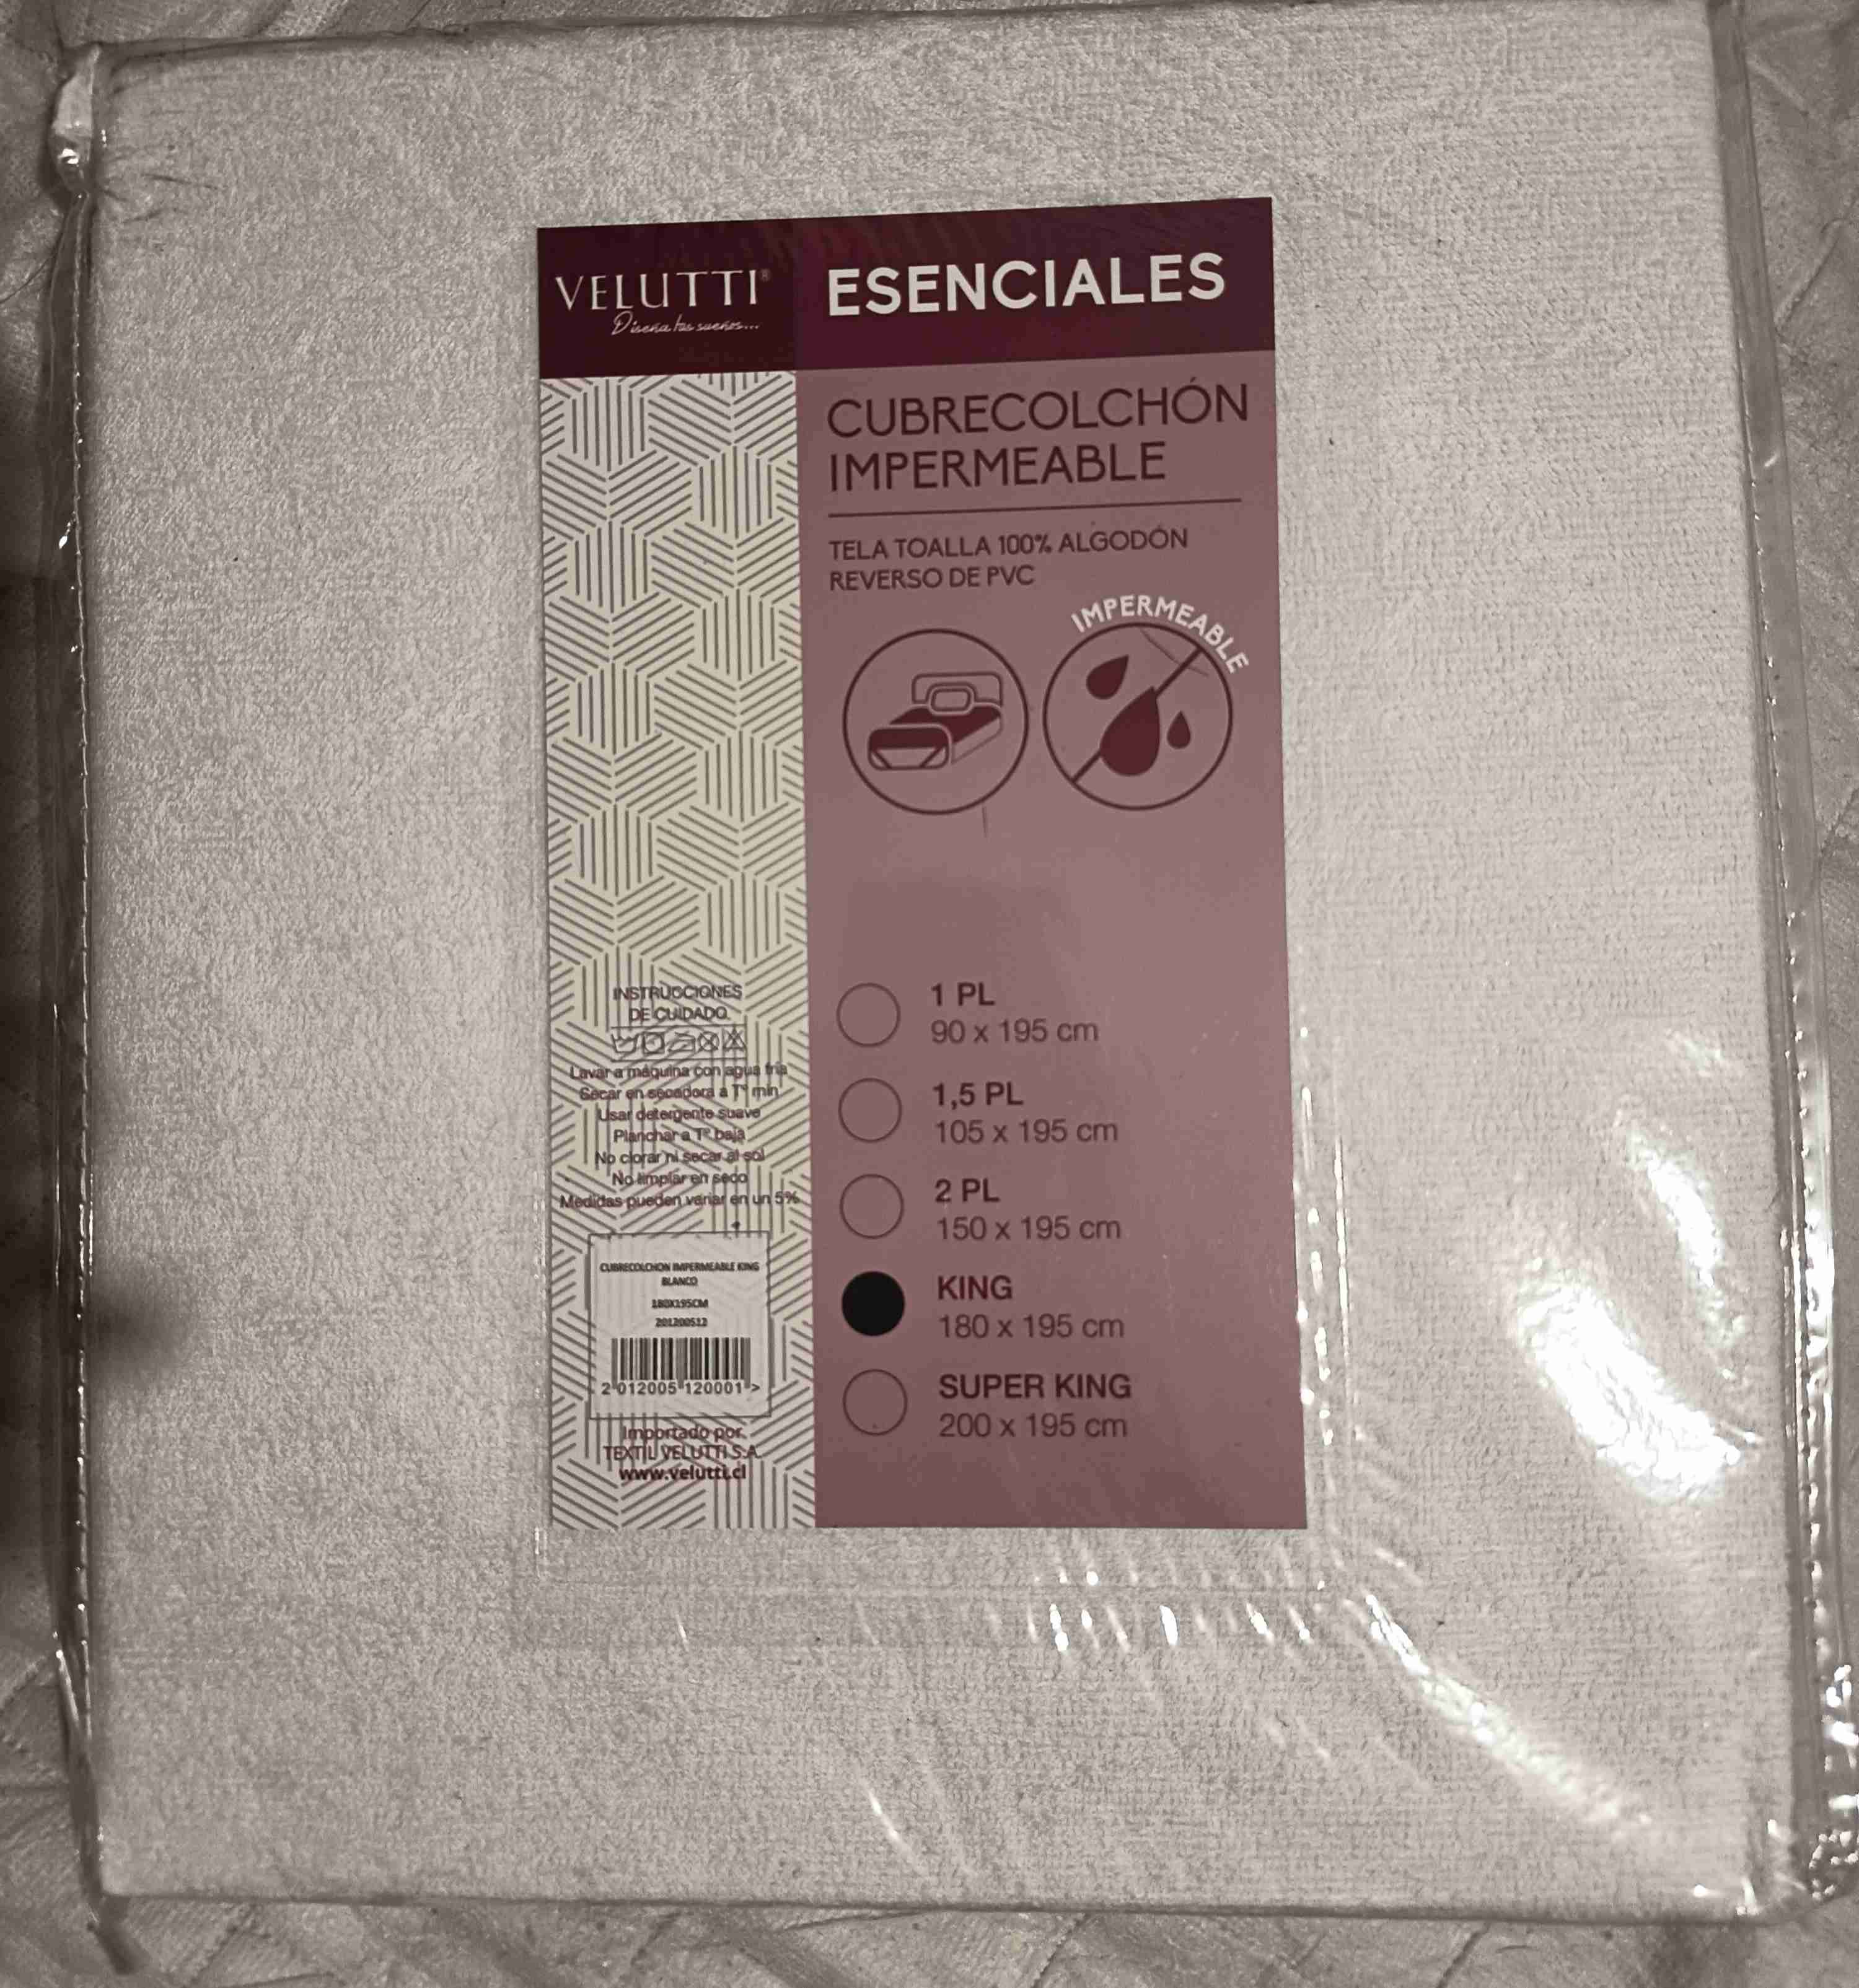 VELUTTI®
Diseña tus sueños...
ESENCIALES
CUBRECOLCHÓN
IMPERMEABLE
TELA TOALLA 100% ALGODÓN
REVERSO DE PVC
IMPERMEABLE
INSTRUCCIONES
DE CUIDADO
Lavar a máquina con agua fría
Secar en secadora a T° min
Usar detergente suave
Planchar a T° baja
No clorar ni secar al sol
No limpiar en seco
Medidas pueden variar en un 5%
CUBRECOLCHON IMPERMEABLE KING
BLANCO
180X195CM
201200512
2 012005 120001 >
Importado por.
TEXTIL VELUTTI S.A.
www.velutti.cl
1 PL
90 x 195 cm
1,5 PL
105 x 195 cm
2 PL
150 x 195 cm
KING
180 x 195 cm
SUPER KING
200 x 195 cm